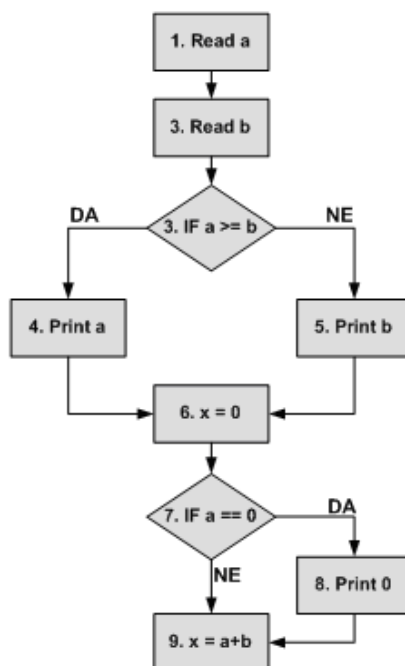 1. Read a
3. Read b
DA
NE
3. IF a >= b
4. Print a
5. Print b
6. x = 0
7. IF a == 0
DA
NE
8. Print 0
9. x = a+b